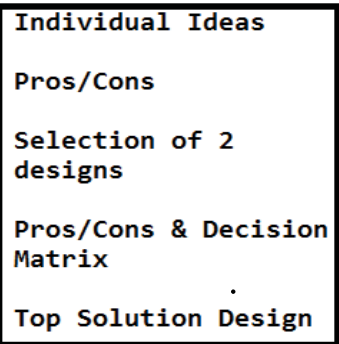 Individual Ideas
Pros/Cons
Selection of 2
designs
Pros/Cons & Decision
Matrix
Top Solution Design